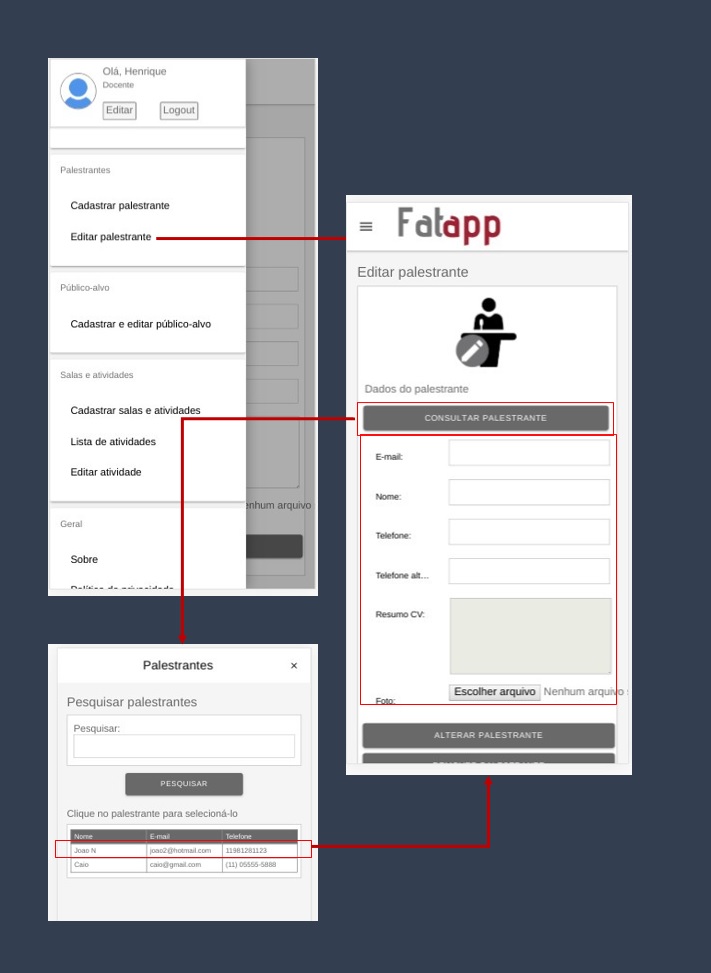 Olá, Henrique
Docente
Editar
Logout
Palestrantes
Cadastrar palestrante
Editar palestrante
Público-alvo
Cadastrar e editar público-alvo
Salas e atividades
Cadastrar salas e atividades
Lista de atividades
Editar atividade
Geral
Sobre
Política de privacidade
enhum arquivo
Fatapp
Editar palestrante
Dados do palestrante
CONSULTAR PALESTRANTE
E-mail:
Nome:
Telefone:
Telefone alt...
Resumo CV:
Foto:
Escolher arquivo Nenhum arquivo s
ALTERAR PALESTRANTE
Palestrantes ×
Pesquisar palestrantes
Pesquisar:
PESQUISAR
Clique no palestrante para selecioná-lo
Nome E-mail Telefone
Joao N joao2@hotmail.com 11981281123
Caio caio@gmail.com (11) 05555-5888